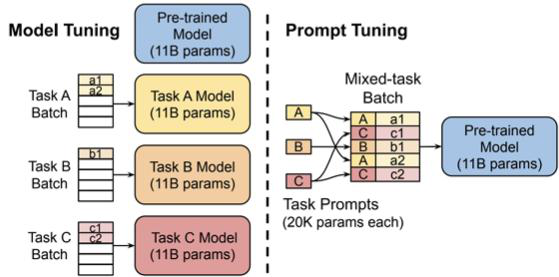 Model Tuning
Pre-trained
Model
(11B params)
a1
a2
Task A
Batch
Task A Model
(11B params)
b1
Task B
Batch
Task B Model
(11B params)
c1
c2
Task C
Batch
Task C Model
(11B params)
Prompt Tuning
Mixed-task
Batch
A
B
C
A a1
C c1
B b1
A a2
C c2
Pre-trained
Model
(11B params)
Task Prompts
(20K params each)